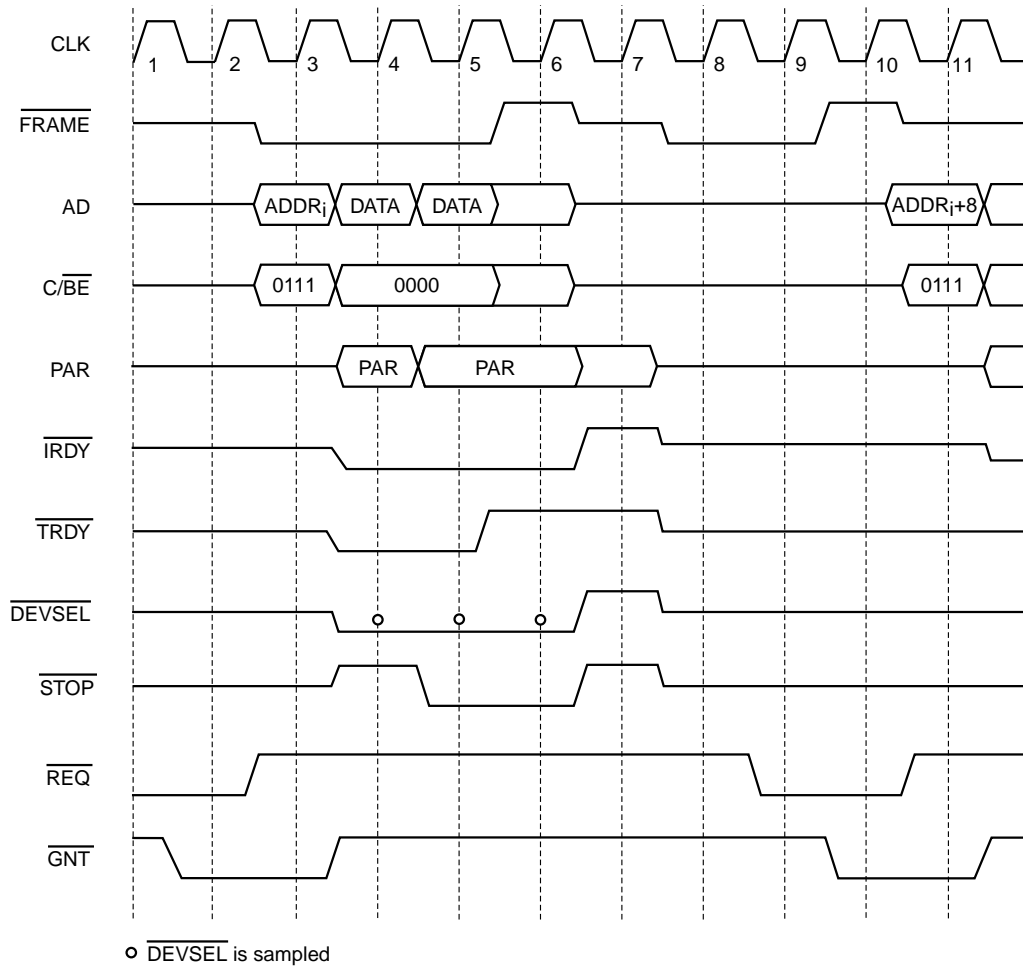 CLK
1 2 3 4 5 6 7 8 9 10 11
FRAME
AD
ADDRi DATA DATA ADDRi+8
C/BE
0111 0000 0111
PAR
PAR PAR
IRDY
TRDY
DEVSEL
STOP
REQ
GNT
DEVSEL is sampled